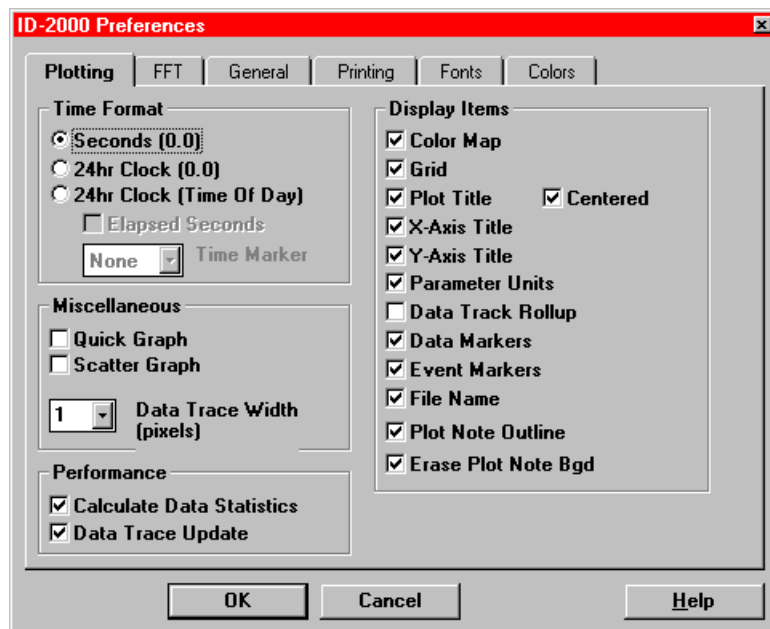 ID-2000 Preferences
Plotting
FFT
General
Printing
Fonts
Colors
Time Format
Seconds (0.0)
24hr Clock (0.0)
24hr Clock (Time Of Day)
Elapsed Seconds
None
Time Marker
Miscellaneous
Quick Graph
Scatter Graph
1
Data Trace Width
(pixels)
Performance
Calculate Data Statistics
Data Trace Update
Display Items
Color Map
Grid
Plot Title
Centered
X-Axis Title
Y-Axis Title
Parameter Units
Data Track Rollup
Data Markers
Event Markers
File Name
Plot Note Outline
Erase Plot Note Bgd
OK
Cancel
Help